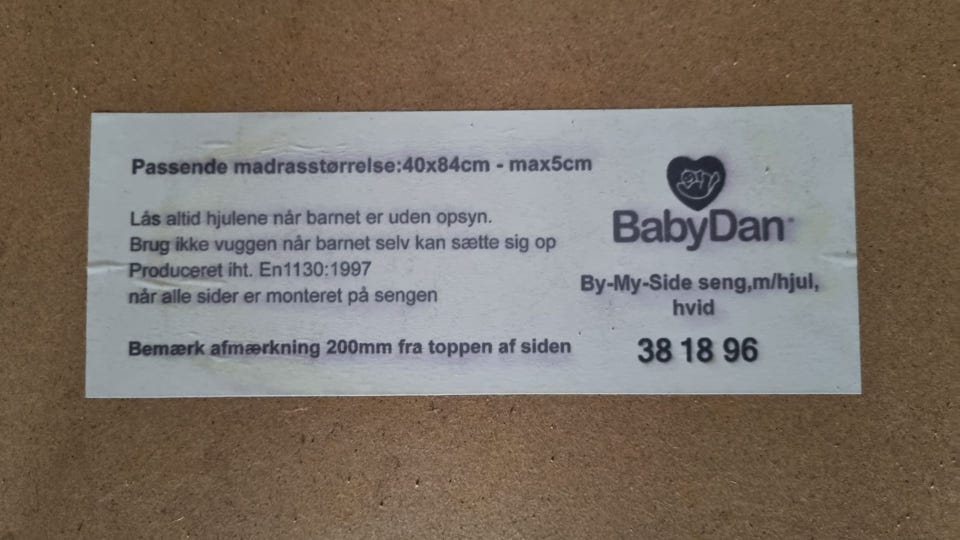 Passende madrasstørrelse:40x84cm - max5cm
Lås altid hjulene når barnet er uden opsyn.
Brug ikke vuggen når barnet selv kan sætte sig op
Produceret iht. En1130:1997
når alle sider er monteret på sengen
Bemærk afmærkning 200mm fra toppen af siden
BabyDan
By-My-Side seng,m/hjul,
hvid
38 18 96